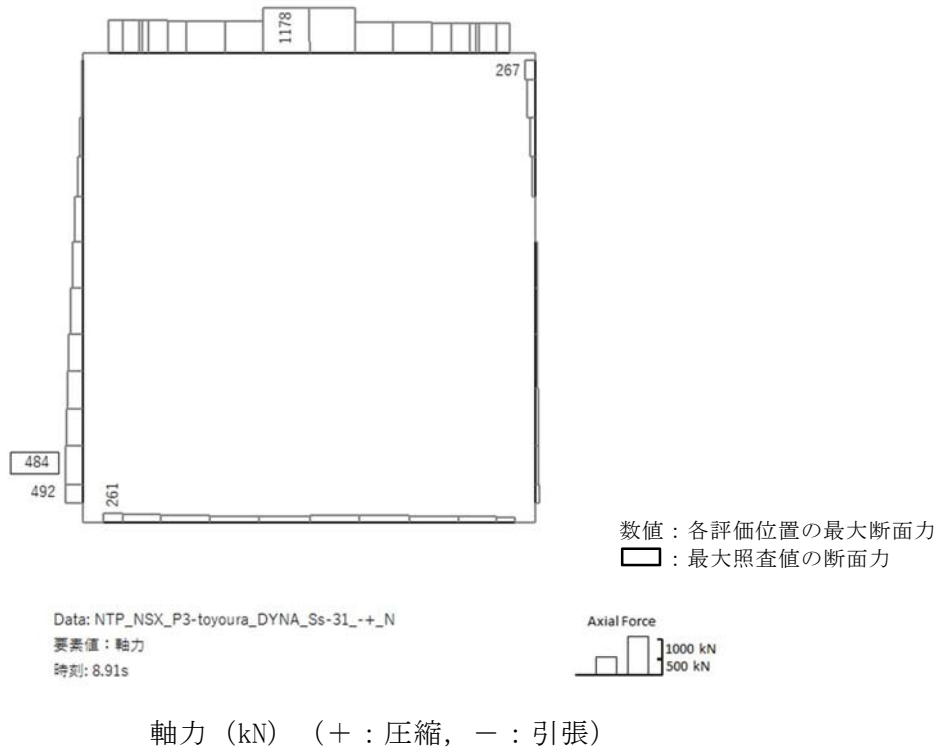 1178
267
484
492
261
数値：各評価位置の最大断面力
：最大照査値の断面力
Data: NTP_NSX_P3-toyoura_DYNA_Ss-31_-+_N
要素値：軸力
時刻: 8.91s
Axial Force
1000 kN
500 kN
軸力 (kN) （＋：圧縮，－：引張）